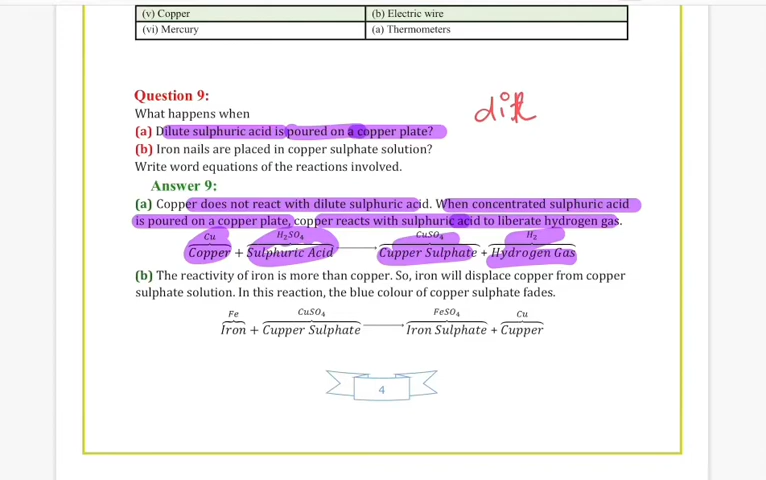 (v) Copper (b) Electric wire
(vi) Mercury (a) Thermometers
Question 9:
What happens when
(a) Dilute sulphuric acid is poured on a copper plate?
(b) Iron nails are placed in copper sulphate solution?
Write word equations of the reactions involved.
Answer 9:
(a) Copper does not react with dilute sulphuric acid. When concentrated sulphuric acid
is poured on a copper plate, copper reacts with sulphuric acid to liberate hydrogen gas.
Cu H₂SO₄ CuSO₄ H₂
Copper + Sulphuric Acid ⟶ Cupper Sulphate + Hydrogen Gas
(b) The reactivity of iron is more than copper. So, iron will displace copper from copper
sulphate solution. In this reaction, the blue colour of copper sulphate fades.
Fe CuSO₄ FeSO₄ Cu
Iron + Cupper Sulphate ⟶ Iron Sulphate + Cupper
4